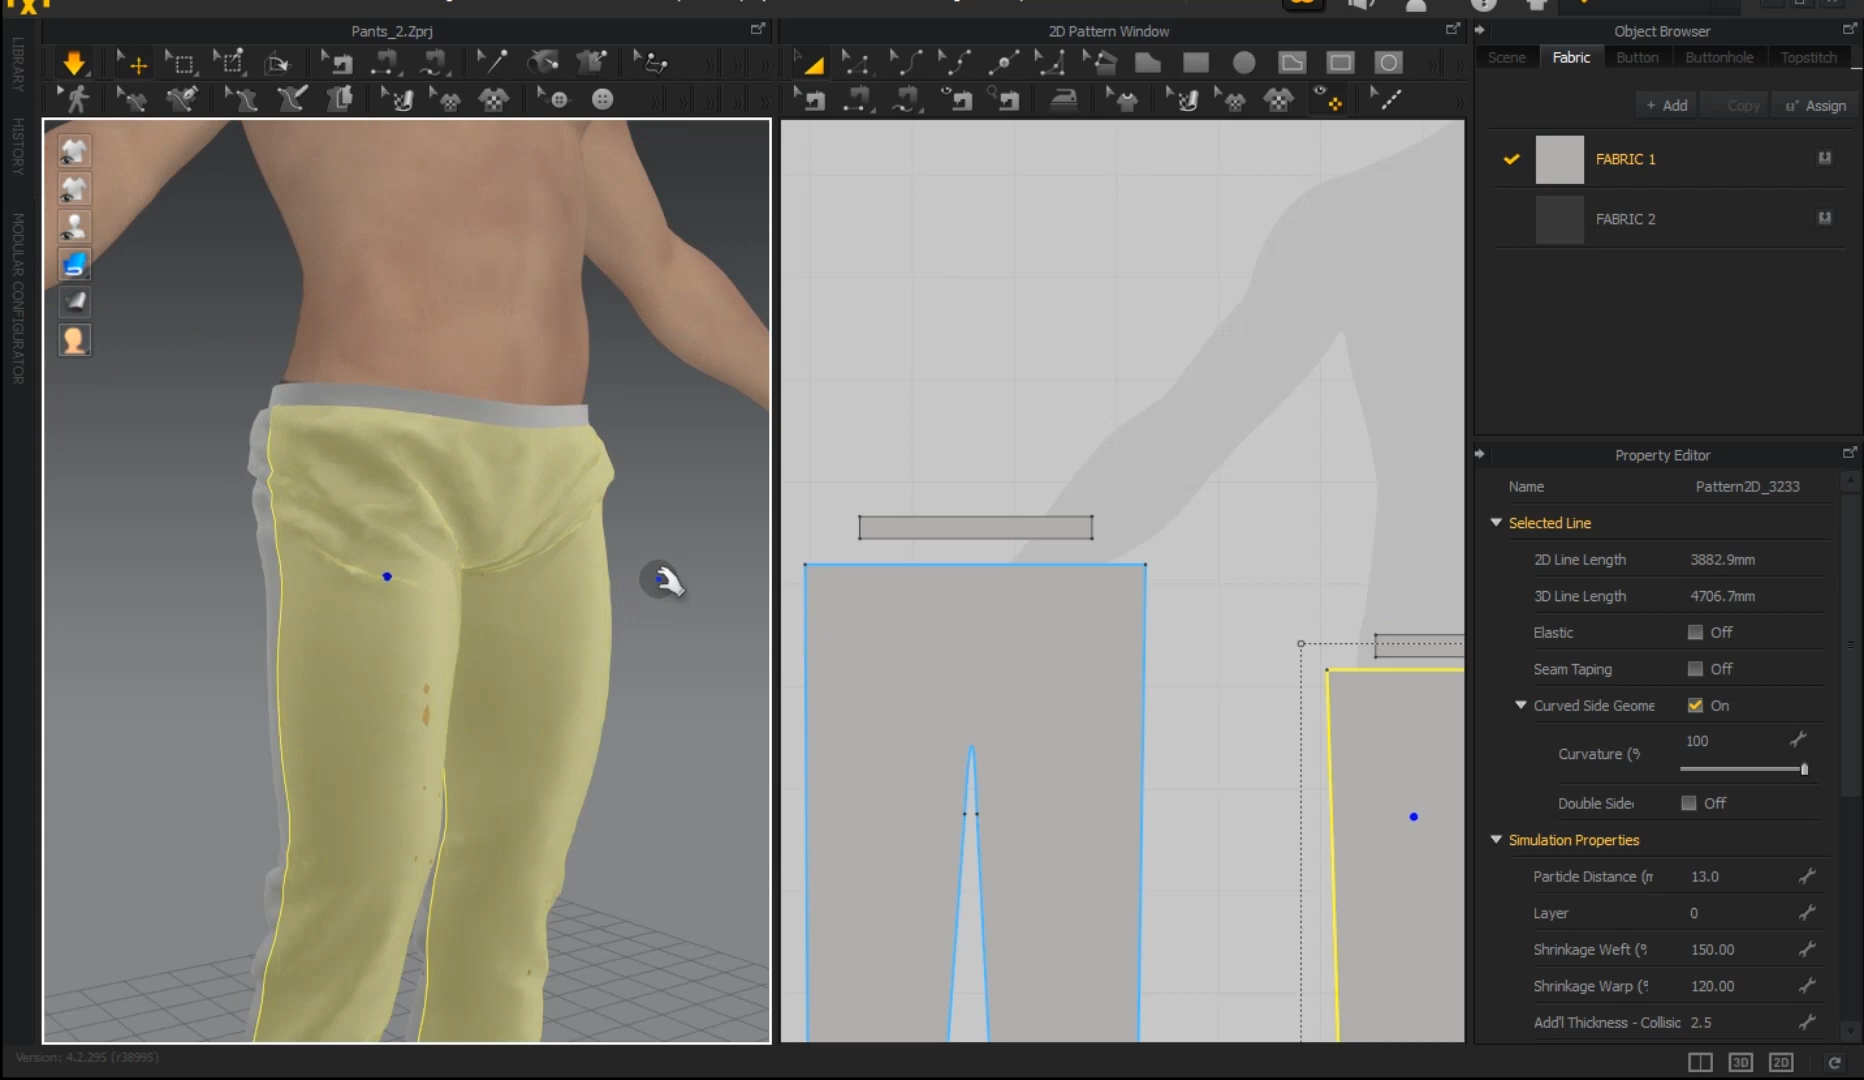 Pants_2.Zprj
2D Pattern Window
Object Browser
LIBRARY
HISTORY
MODULAR CONFIGURATOR
Scene
Fabric
Button
Buttonhole
Topstitch
+ Add
Copy
Assign
FABRIC 1
FABRIC 2
Property Editor
Name Pattern2D_3233
Selected Line
2D Line Length 3882.9mm
3D Line Length 4706.7mm
Elastic Off
Seam Taping Off
Curved Side Geome On
Curvature (% 100
Double Side Off
Simulation Properties
Particle Distance (m 13.0
Layer 0
Shrinkage Weft (% 150.00
Shrinkage Warp (% 120.00
Add'l Thickness - Collisic 2.5
Version: 4.2.295 (r38995)
3D
2D